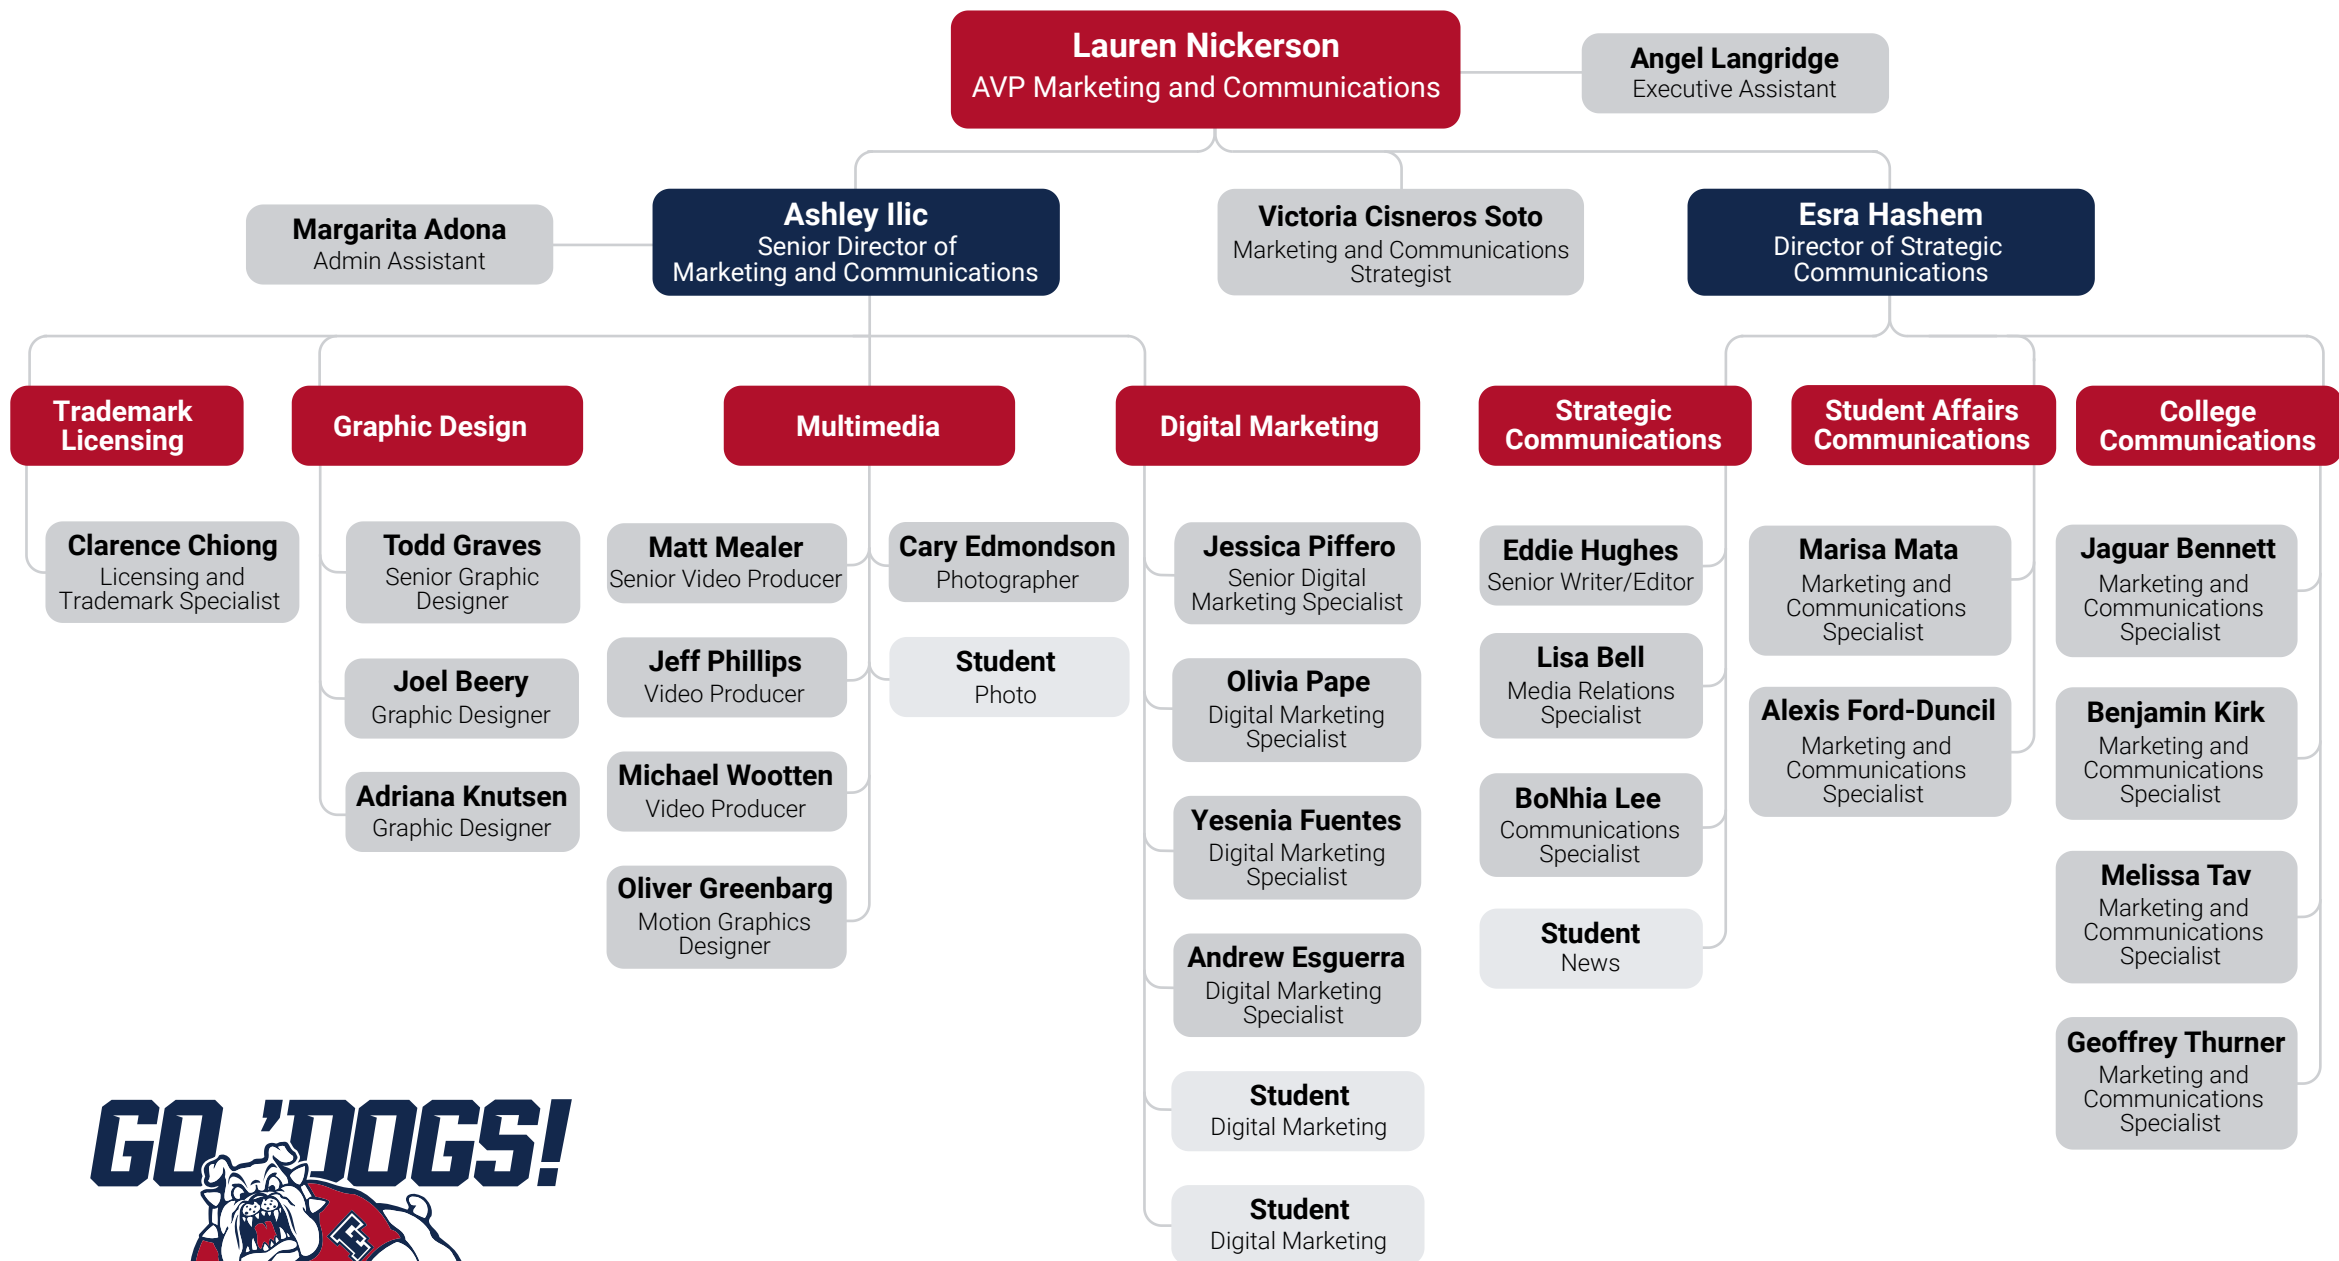 Lauren Nickerson
AVP Marketing and Communications
Angel Langridge
Executive Assistant
Margarita Adona
Admin Assistant
Ashley Ilic
Senior Director of
Marketing and Communications
Victoria Cisneros Soto
Marketing and Communications
Strategist
Esra Hashem
Director of Strategic
Communications
Trademark
Licensing
Clarence Chiong
Licensing and
Trademark Specialist
Graphic Design
Todd Graves
Senior Graphic
Designer
Joel Beery
Graphic Designer
Adriana Knutsen
Graphic Designer
Multimedia
Matt Mealer
Senior Video Producer
Jeff Phillips
Video Producer
Michael Wootten
Video Producer
Oliver Greenbarg
Motion Graphics
Designer
Cary Edmondson
Photographer
Student
Photo
Digital Marketing
Jessica Piffero
Senior Digital
Marketing Specialist
Olivia Pape
Digital Marketing
Specialist
Yesenia Fuentes
Digital Marketing
Specialist
Andrew Esguerra
Digital Marketing
Specialist
Student
Digital Marketing
Student
Digital Marketing
Strategic
Communications
Eddie Hughes
Senior Writer/Editor
Lisa Bell
Media Relations
Specialist
BoNhia Lee
Communications
Specialist
Student
News
Student Affairs
Communications
Marisa Mata
Marketing and
Communications
Specialist
Alexis Ford-Duncil
Marketing and
Communications
Specialist
College
Communications
Jaguar Bennett
Marketing and
Communications
Specialist
Benjamin Kirk
Marketing and
Communications
Specialist
Melissa Tav
Marketing and
Communications
Specialist
Geoffrey Thurner
Marketing and
Communications
Specialist
GO 'DOGS!
F